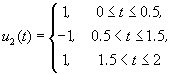 u₂(t) = { 1, 0 ≤ t ≤ 0.5,
−1, 0.5 < t ≤ 1.5,
1, 1.5 < t ≤ 2